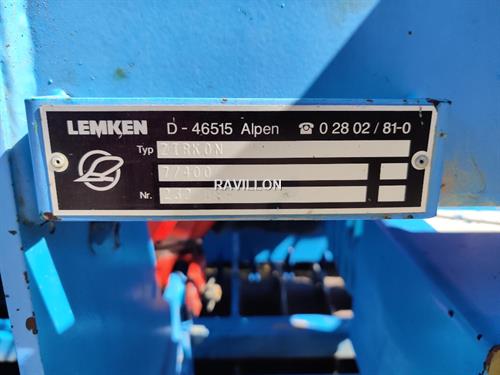 LEMKEN D - 46515 Alpen ☎ 0 28 02 / 81-0
Typ ZIRKON
7/400
RAVILLON
Nr.